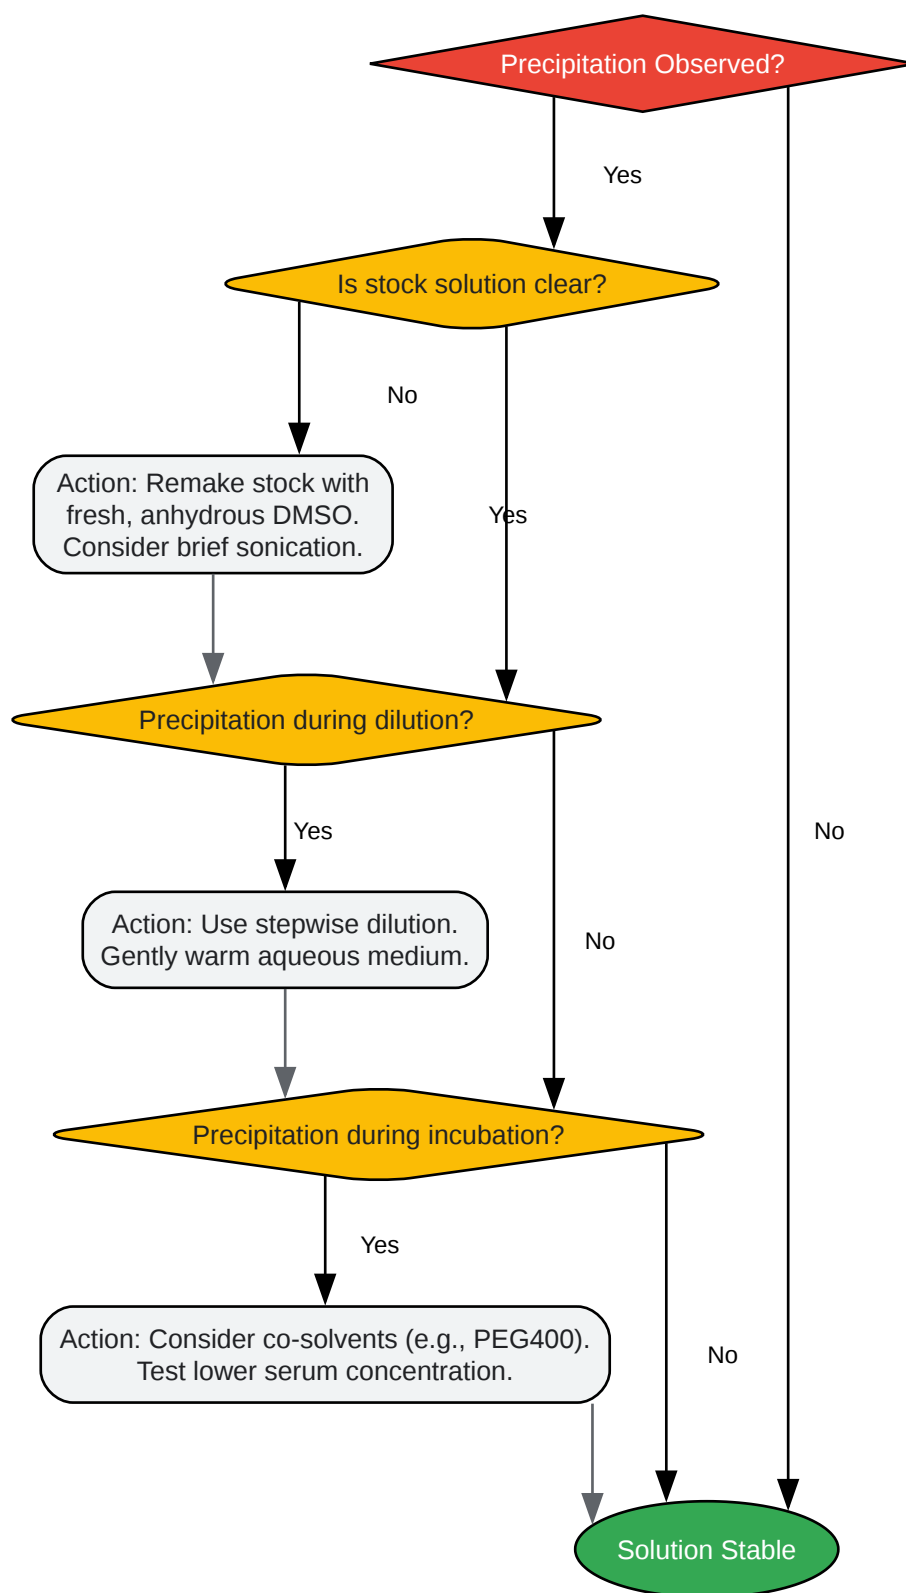 Precipitation Observed?
Yes
Is stock solution clear?
No
Action: Remake stock with
fresh, anhydrous DMSO.
Consider brief sonication.
Yes
Precipitation during dilution?
Yes
No
Action: Use stepwise dilution.
Gently warm aqueous medium.
No
Precipitation during incubation?
Yes
Action: Consider co-solvents (e.g., PEG400).
Test lower serum concentration.
No
Solution Stable